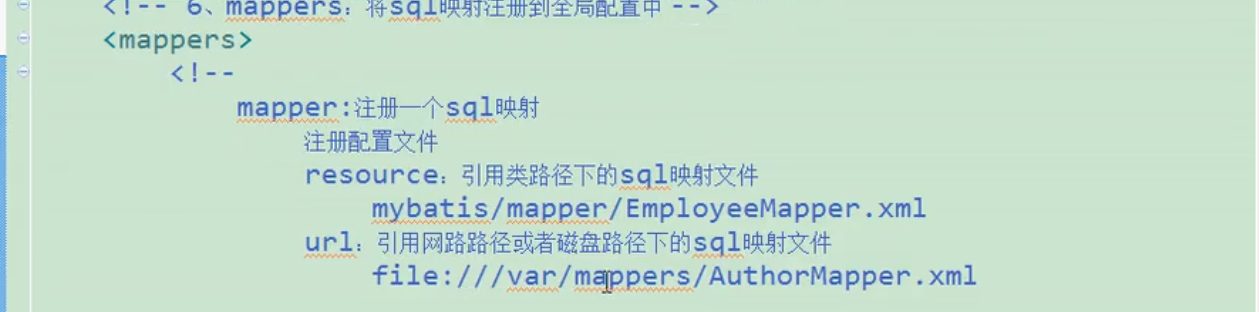 <!-- 6、mappers：将sql映射注册到全局配置中 -->
<mappers>
<!--
mapper:注册一个sql映射
注册配置文件
resource：引用类路径下的sql映射文件
mybatis/mapper/EmployeeMapper.xml
url：引用网路路径或者磁盘路径下的sql映射文件
file:///var/mappers/AuthorMapper.xml